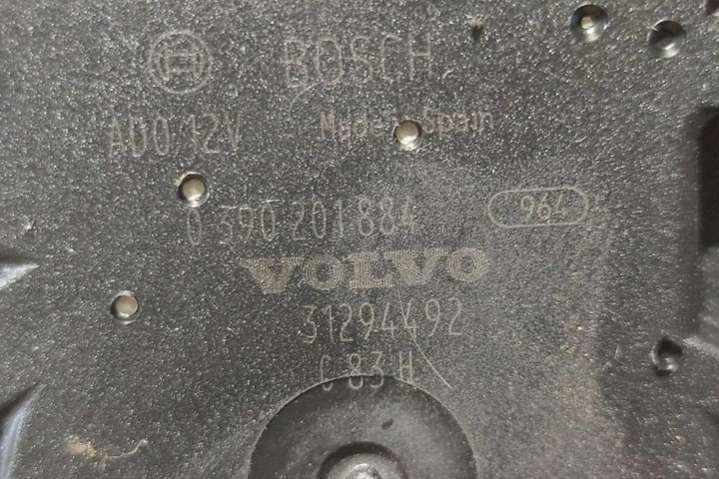 BOSCH
AD0 12V Made in Spain
0 390 201 884 964
VOLVO
31294492
C 83 H